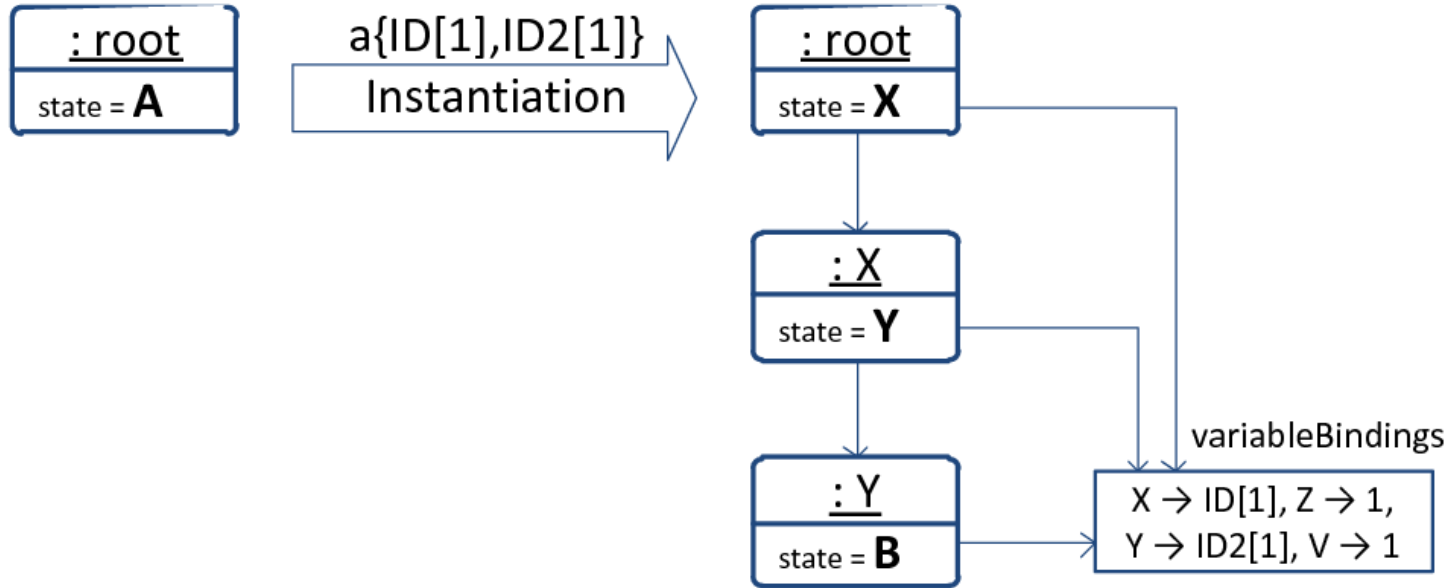 : root
state = A
a{ID[1],ID2[1]}
Instantiation
: root
state = X
: X
state = Y
: Y
state = B
variableBindings
X → ID[1], Z → 1,
Y → ID2[1], V → 1